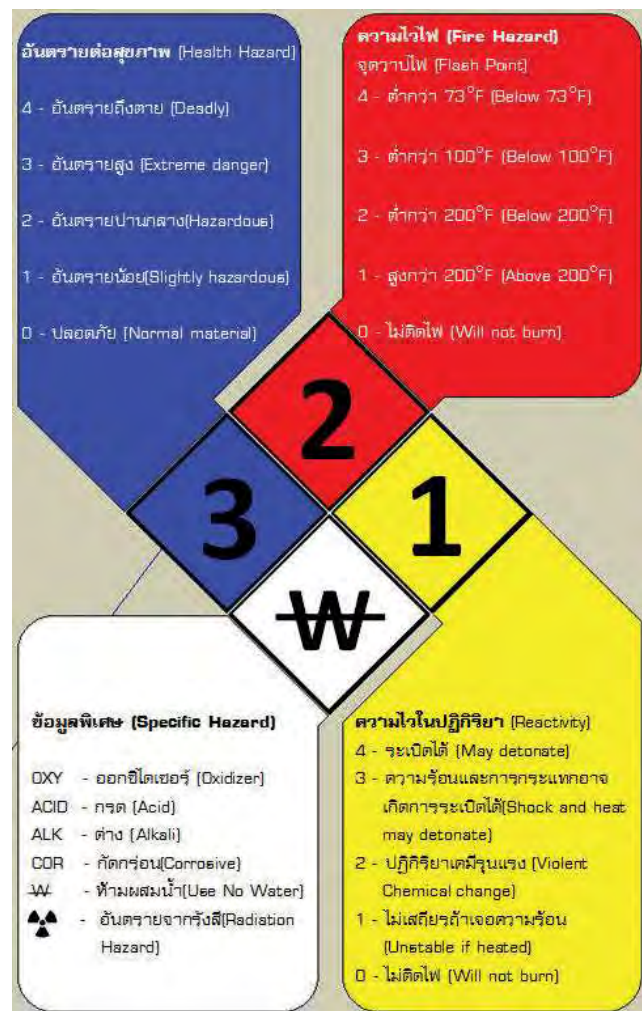 อันตรายต่อสุขภาพ (Health Hazard)
4 - อันตรายถึงตาย (Deadly)
3 - อันตรายสูง (Extreme danger)
2 - อันตรายปานกลาง(Hazardous)
1 - อันตรายน้อย(Slightly hazardous)
0 - ปลอดภัย (Normal material)
ความไวไฟ (Fire Hazard)
จุดวาบไฟ (Flash Point)
4 - ต่ำกว่า 73°F (Below 73°F)
3 - ต่ำกว่า 100°F (Below 100°F)
2 - ต่ำกว่า 200°F (Below 200°F)
1 - สูงกว่า 200°F (Above 200°F)
0 - ไม่ติดไฟ (Will not burn)
2
3
1
W
ข้อมูลพิเศษ (Specific Hazard)
OXY - ออกซิไดเซอร์ (Oxidizer)
ACID - กรด (Acid)
ALK - ด่าง (Alkali)
COR - กัดกร่อน(Corrosive)
W - ห้ามผสมน้ำ(Use No Water)
- อันตรายจากรังสี(Radiation
Hazard)
ความไวในปฏิกิริยา (Reactivity)
4 - ระเบิดได้ (May detonate)
3 - ความร้อนและการกระแทกอาจ
เกิดการระเบิดได้(Shock and heat
may detonate)
2 - ปฏิกิริยาเคมีรุนแรง (Violent
Chemical change)
1 - ไม่เสถียรถ้าเจอความร้อน
(Unstable if heated)
0 - ไม่ติดไฟ (Will not burn)